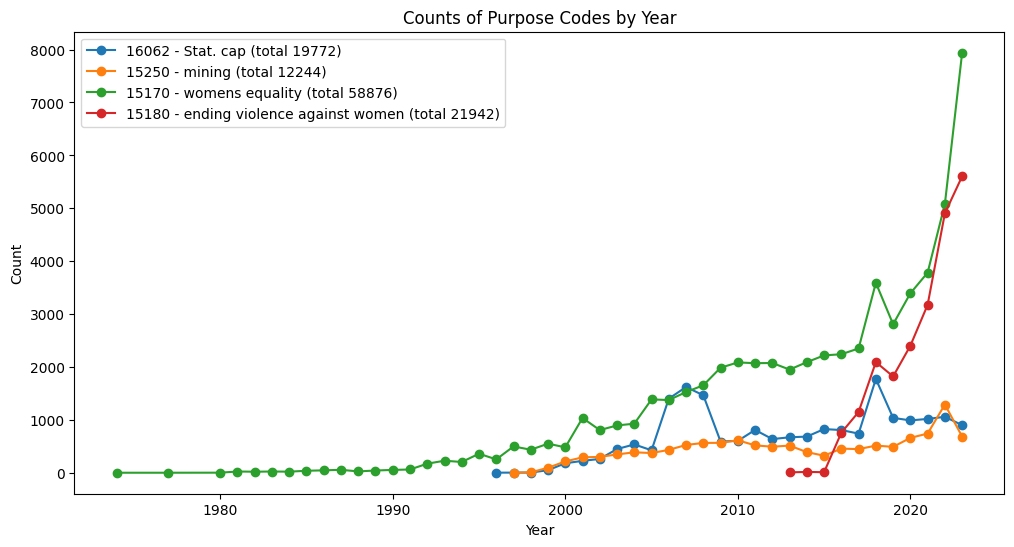 Counts of Purpose Codes by Year
16062 - Stat. cap (total 19772)
15250 - mining (total 12244)
15170 - womens equality (total 58876)
15180 - ending violence against women (total 21942)
Count
8000
7000
6000
5000
4000
3000
2000
1000
0
1980 1990 2000 2010 2020
Year